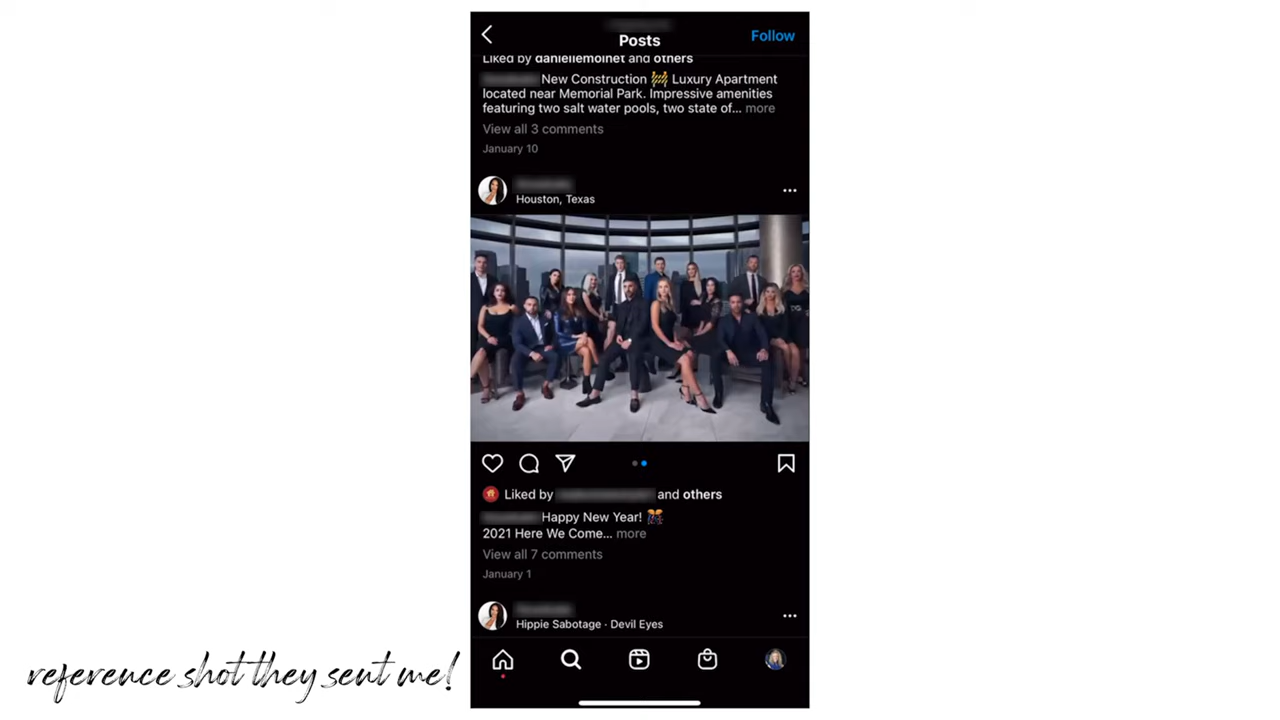 Posts
Follow
Liked by daniellemolnet and others
New Construction 🚧 Luxury Apartment
located near Memorial Park. Impressive amenities
featuring two salt water pools, two state of... more
View all 3 comments
January 10
Houston, Texas
Liked by and others
Happy New Year! 🎊
2021 Here We Come... more
View all 7 comments
January 1
Hippie Sabotage · Devil Eyes
reference shot they sent me!